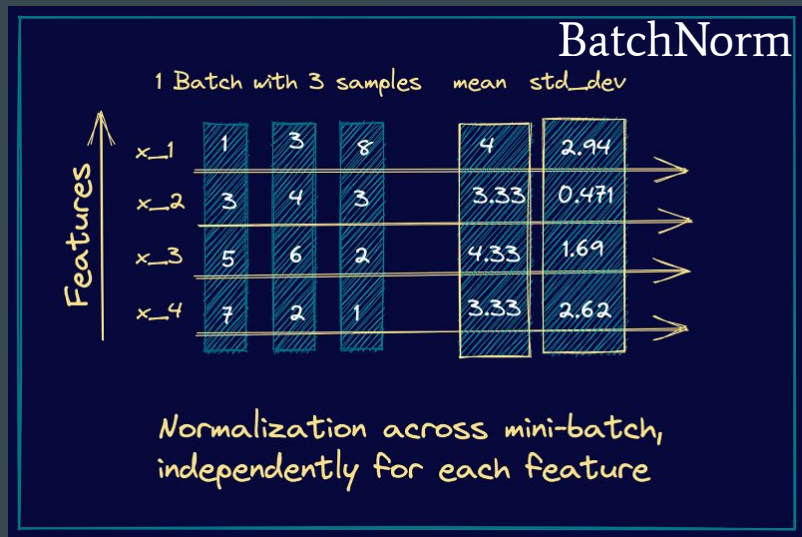 BatchNorm
1 Batch with 3 samples mean std_dev
Features
x_1 1 3 8 4 2.94
x_2 3 4 3 3.33 0.471
x_3 5 6 2 4.33 1.69
x_4 7 2 1 3.33 2.62
Normalization across mini-batch,
independently for each feature